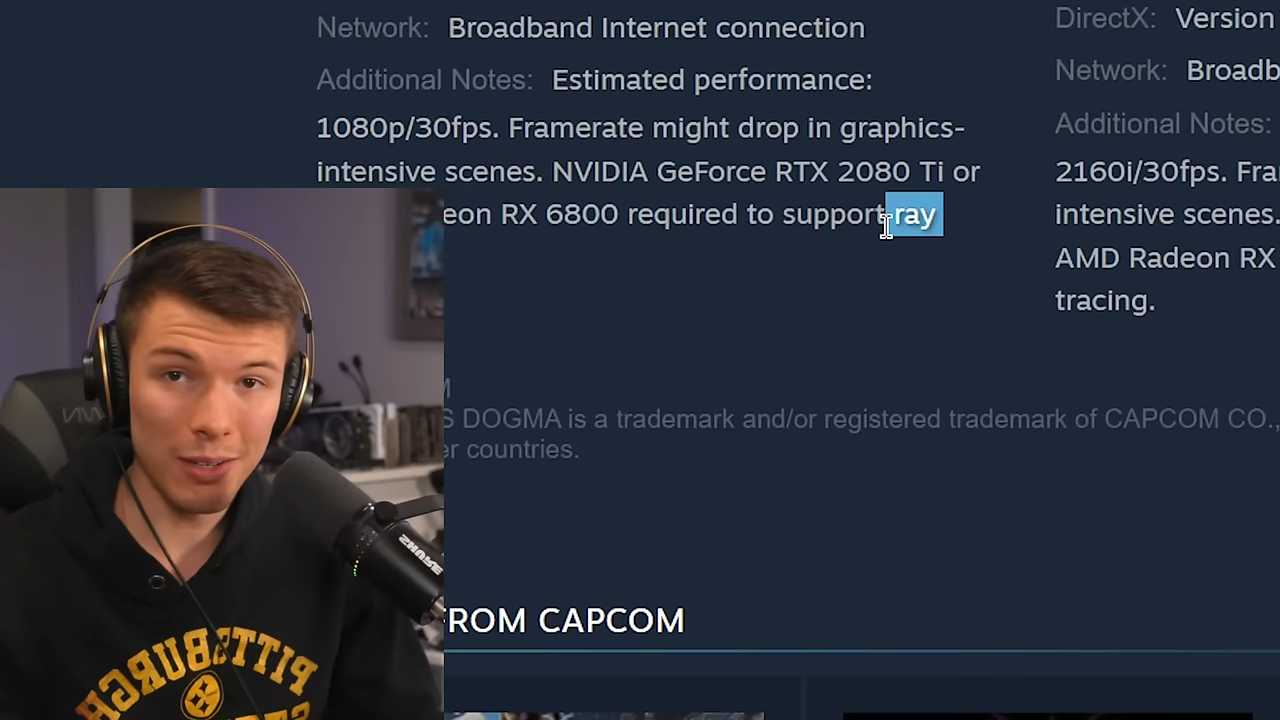 Network: Broadband Internet connection
Additional Notes: Estimated performance:
1080p/30fps. Framerate might drop in graphics-
intensive scenes. NVIDIA GeForce RTX 2080 Ti or
eon RX 6800 required to support ray
DirectX: Version
Network: Broadb
Additional Notes:
2160i/30fps. Fra
intensive scenes.
AMD Radeon RX
tracing.
M
S DOGMA is a trademark and/or registered trademark of CAPCOM CO.,
er countries.
FROM CAPCOM
SHURE
PITTSBURGH